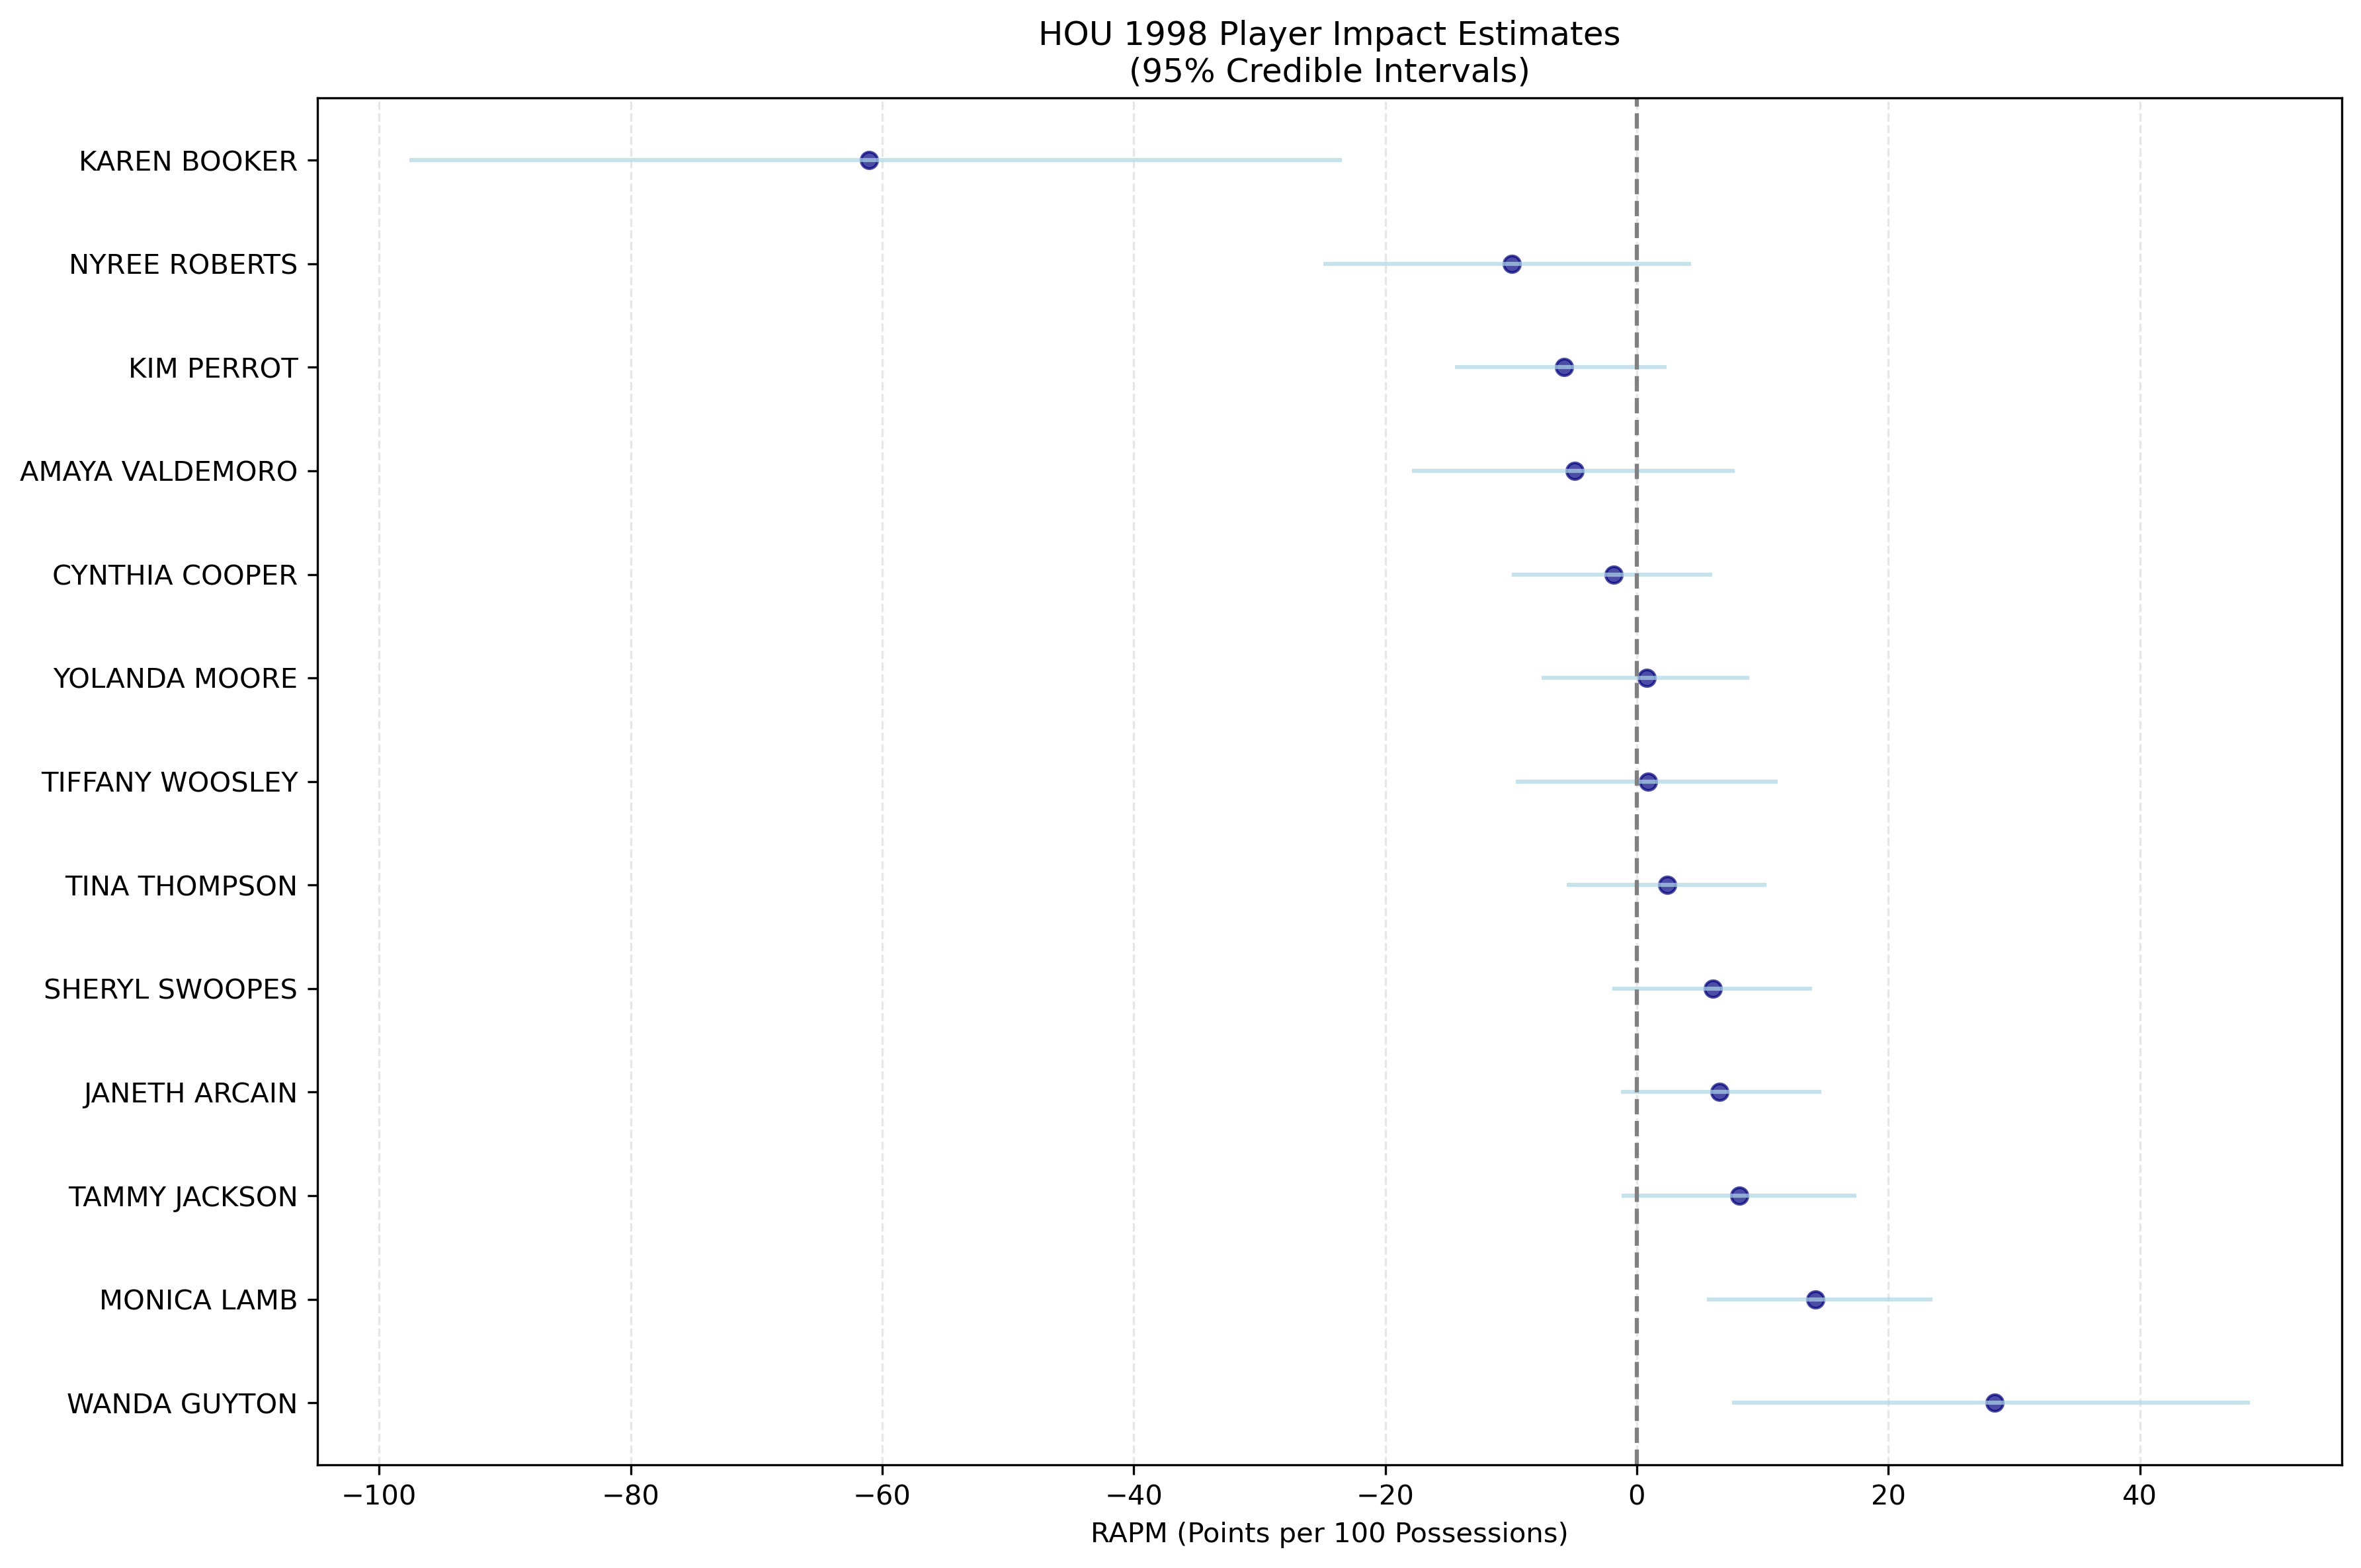 HOU 1998 Player Impact Estimates
(95% Credible Intervals)
KAREN BOOKER
NYREE ROBERTS
KIM PERROT
AMAYA VALDEMORO
CYNTHIA COOPER
YOLANDA MOORE
TIFFANY WOOSLEY
TINA THOMPSON
SHERYL SWOOPES
JANETH ARCAIN
TAMMY JACKSON
MONICA LAMB
WANDA GUYTON
−100 −80 −60 −40 −20 0 20 40
RAPM (Points per 100 Possessions)